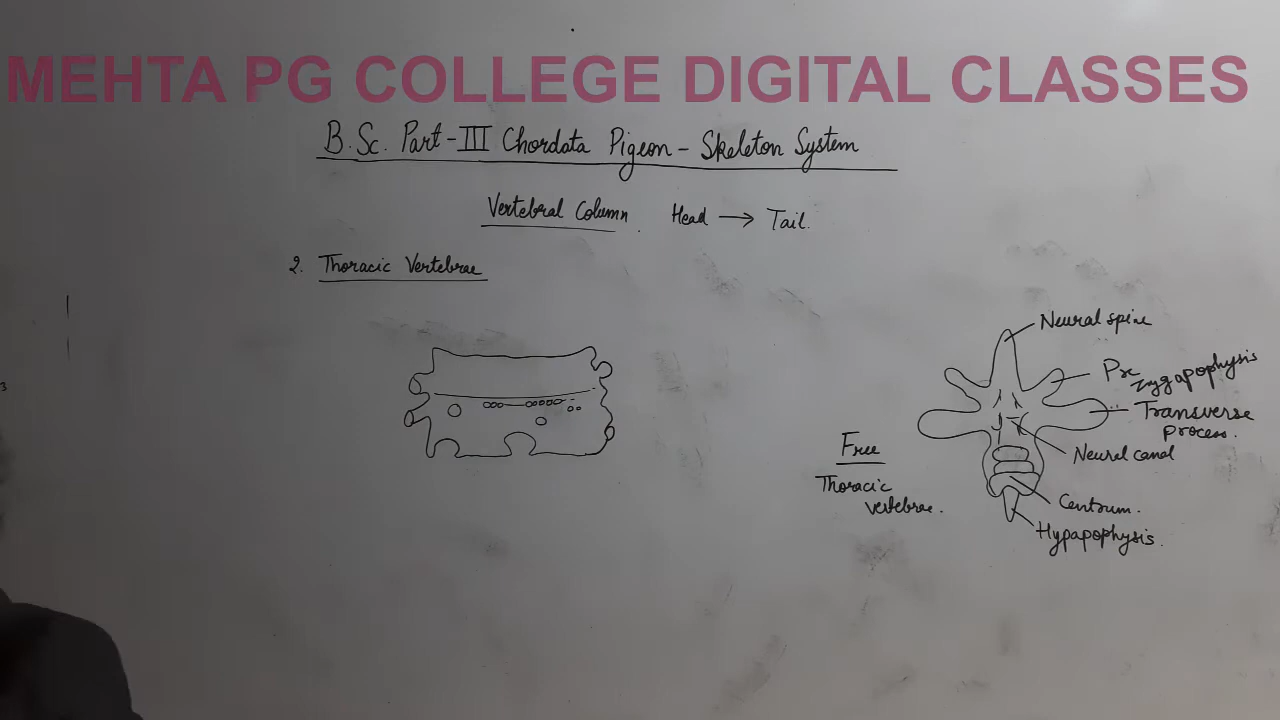 MEHTA PG COLLEGE DIGITAL CLASSES
B.Sc. Part-III Chordata Pigeon - Skeleton System
Vertebral Column. Head → Tail.
2. Thoracic Vertebrae
Neural spine
Pre zygapophysis
Transverse
process.
Neural canal
Centrum.
Hypapophysis.
Free
Thoracic
vertebrae.
3